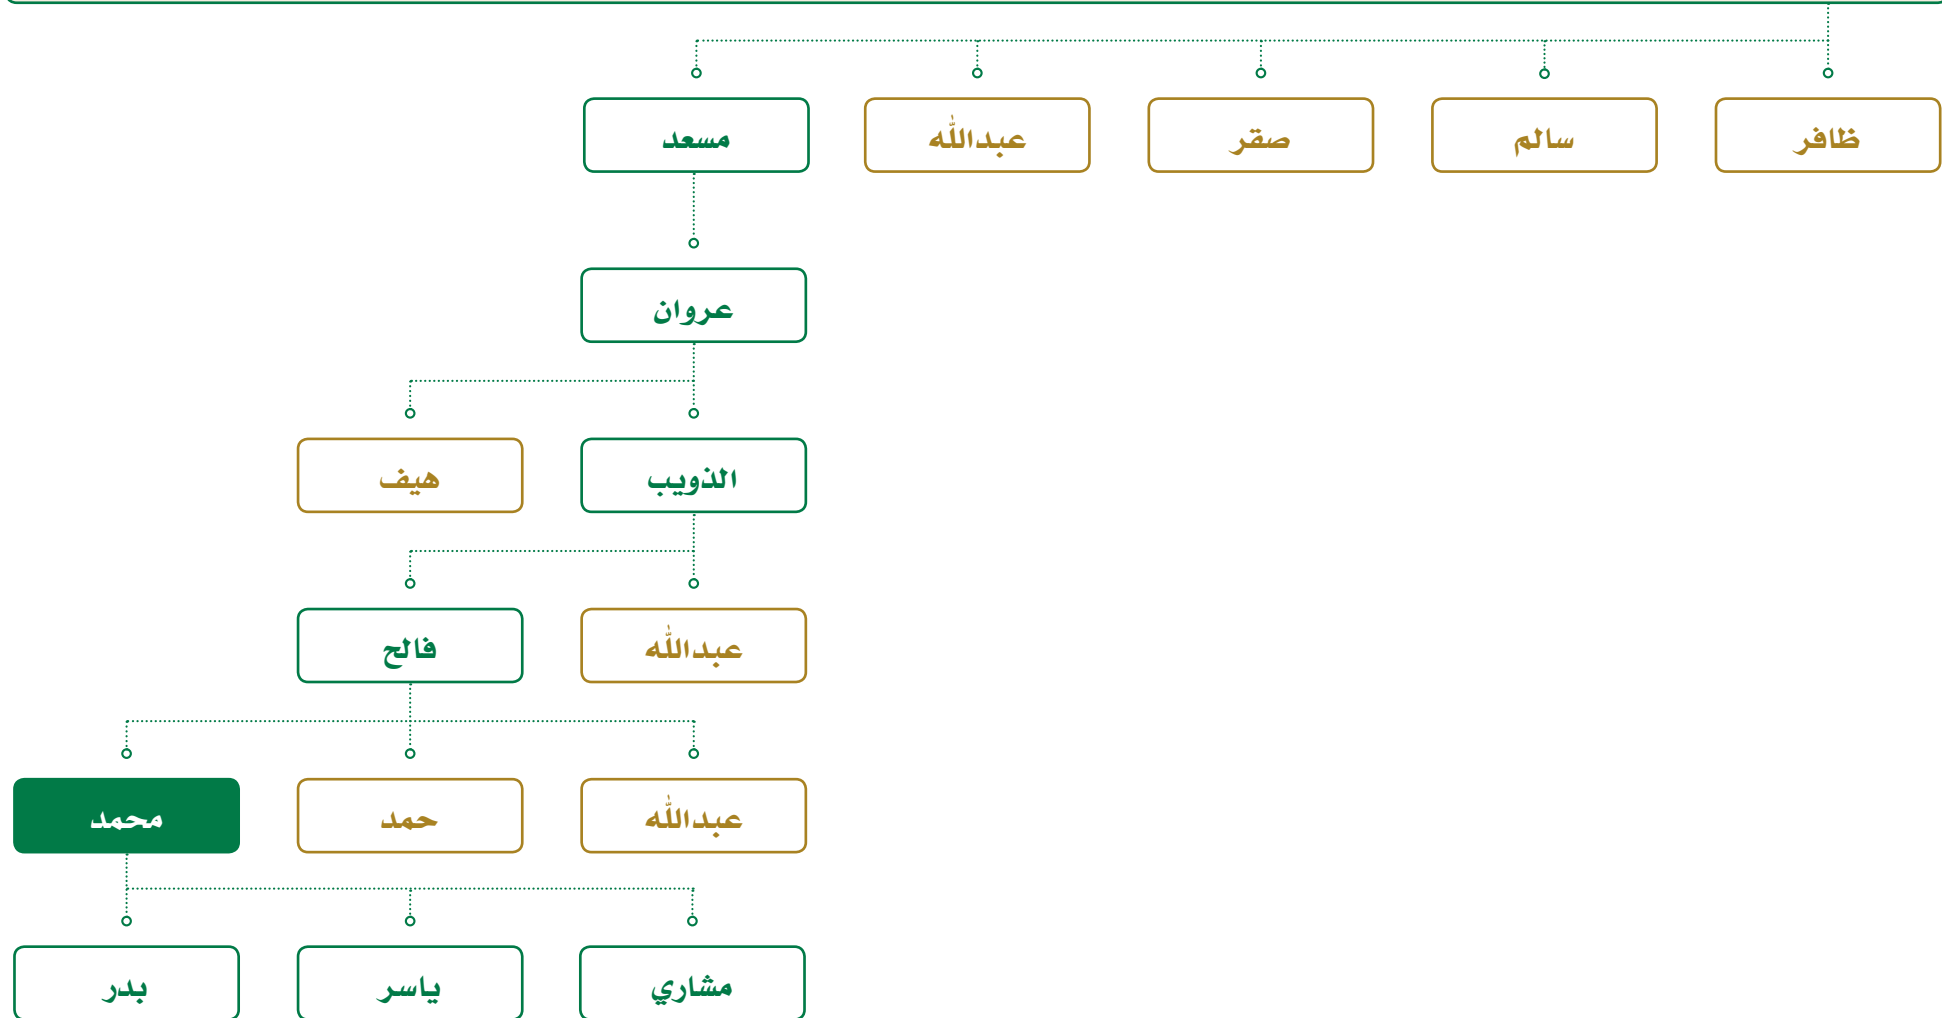 ظافر
سالم
صقر
عبدالله
مسعد
عروان
الذويب
هيف
عبدالله
فالح
عبدالله
حمد
محمد
مشاري
ياسر
بدر